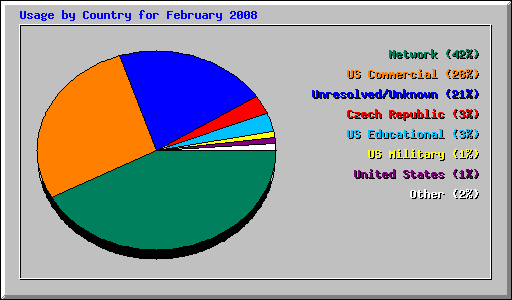 Usage by Country for February 2008
Network (42%)
US Commercial (28%)
Unresolved/Unknown (21%)
Czech Republic (3%)
US Educational (3%)
US Military (1%)
United States (1%)
Other (2%)